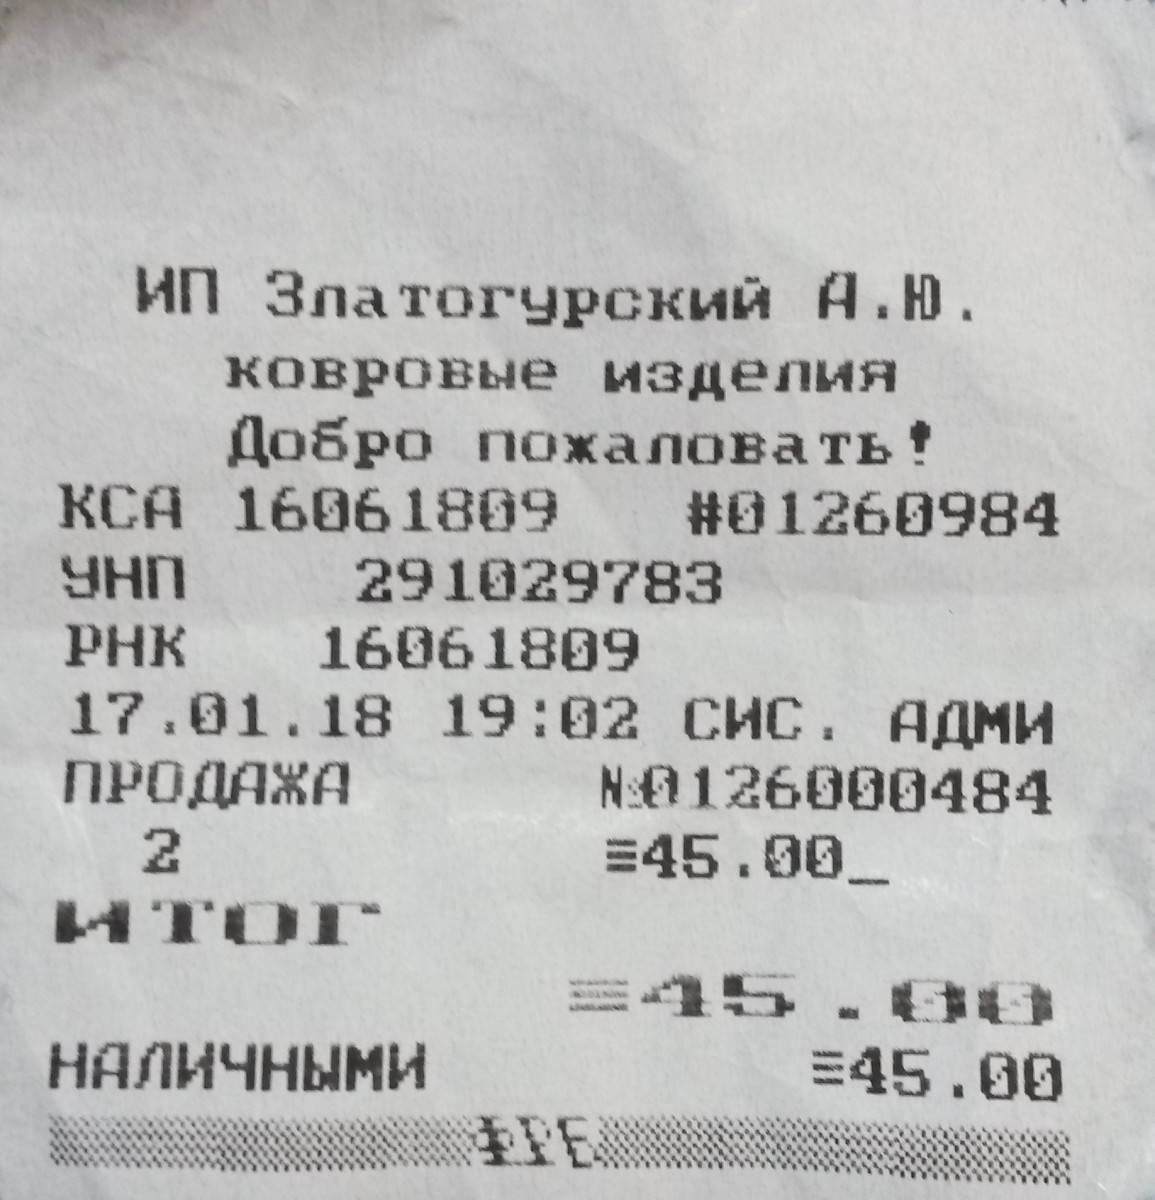 ИП Златогурский А.Ю.
ковровые изделия
Добро пожаловать!
КСА 16061809 #01260984
УНП 291029783
РНК 16061809
17.01.18 19:02 СИС. АДМИ
ПРОДАЖА №0126000484
2 ≡45.00_
ИТОГ
≡45.00
НАЛИЧНЫМИ ≡45.00